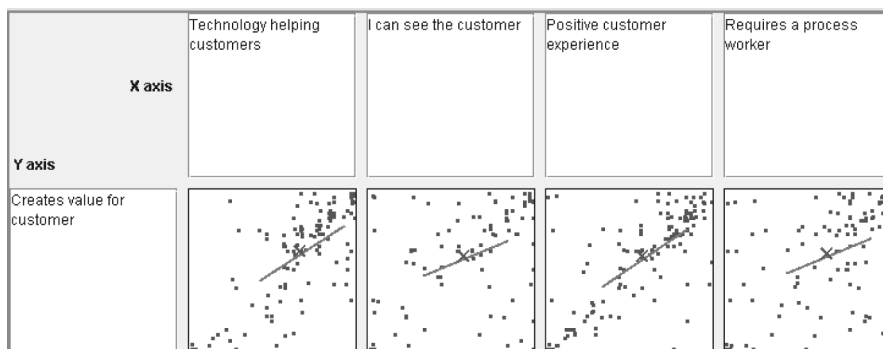 Technology helping
customers
I can see the customer
Positive customer
experience
Requires a process
worker
X axis
Y axis
Creates value for
customer